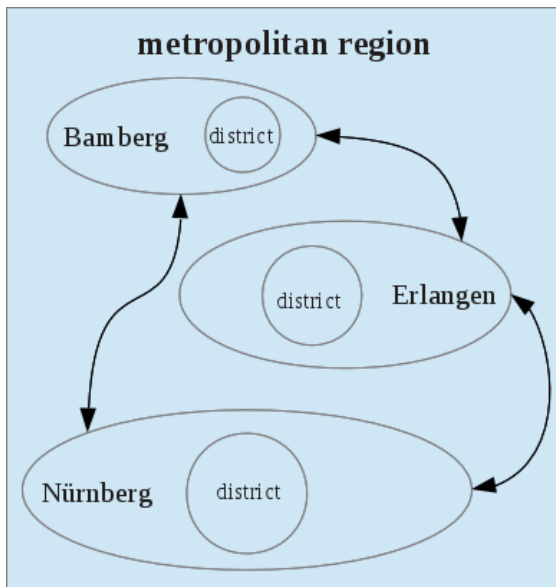 metropolitan region
Bamberg
district
district
Erlangen
Nürnberg
district